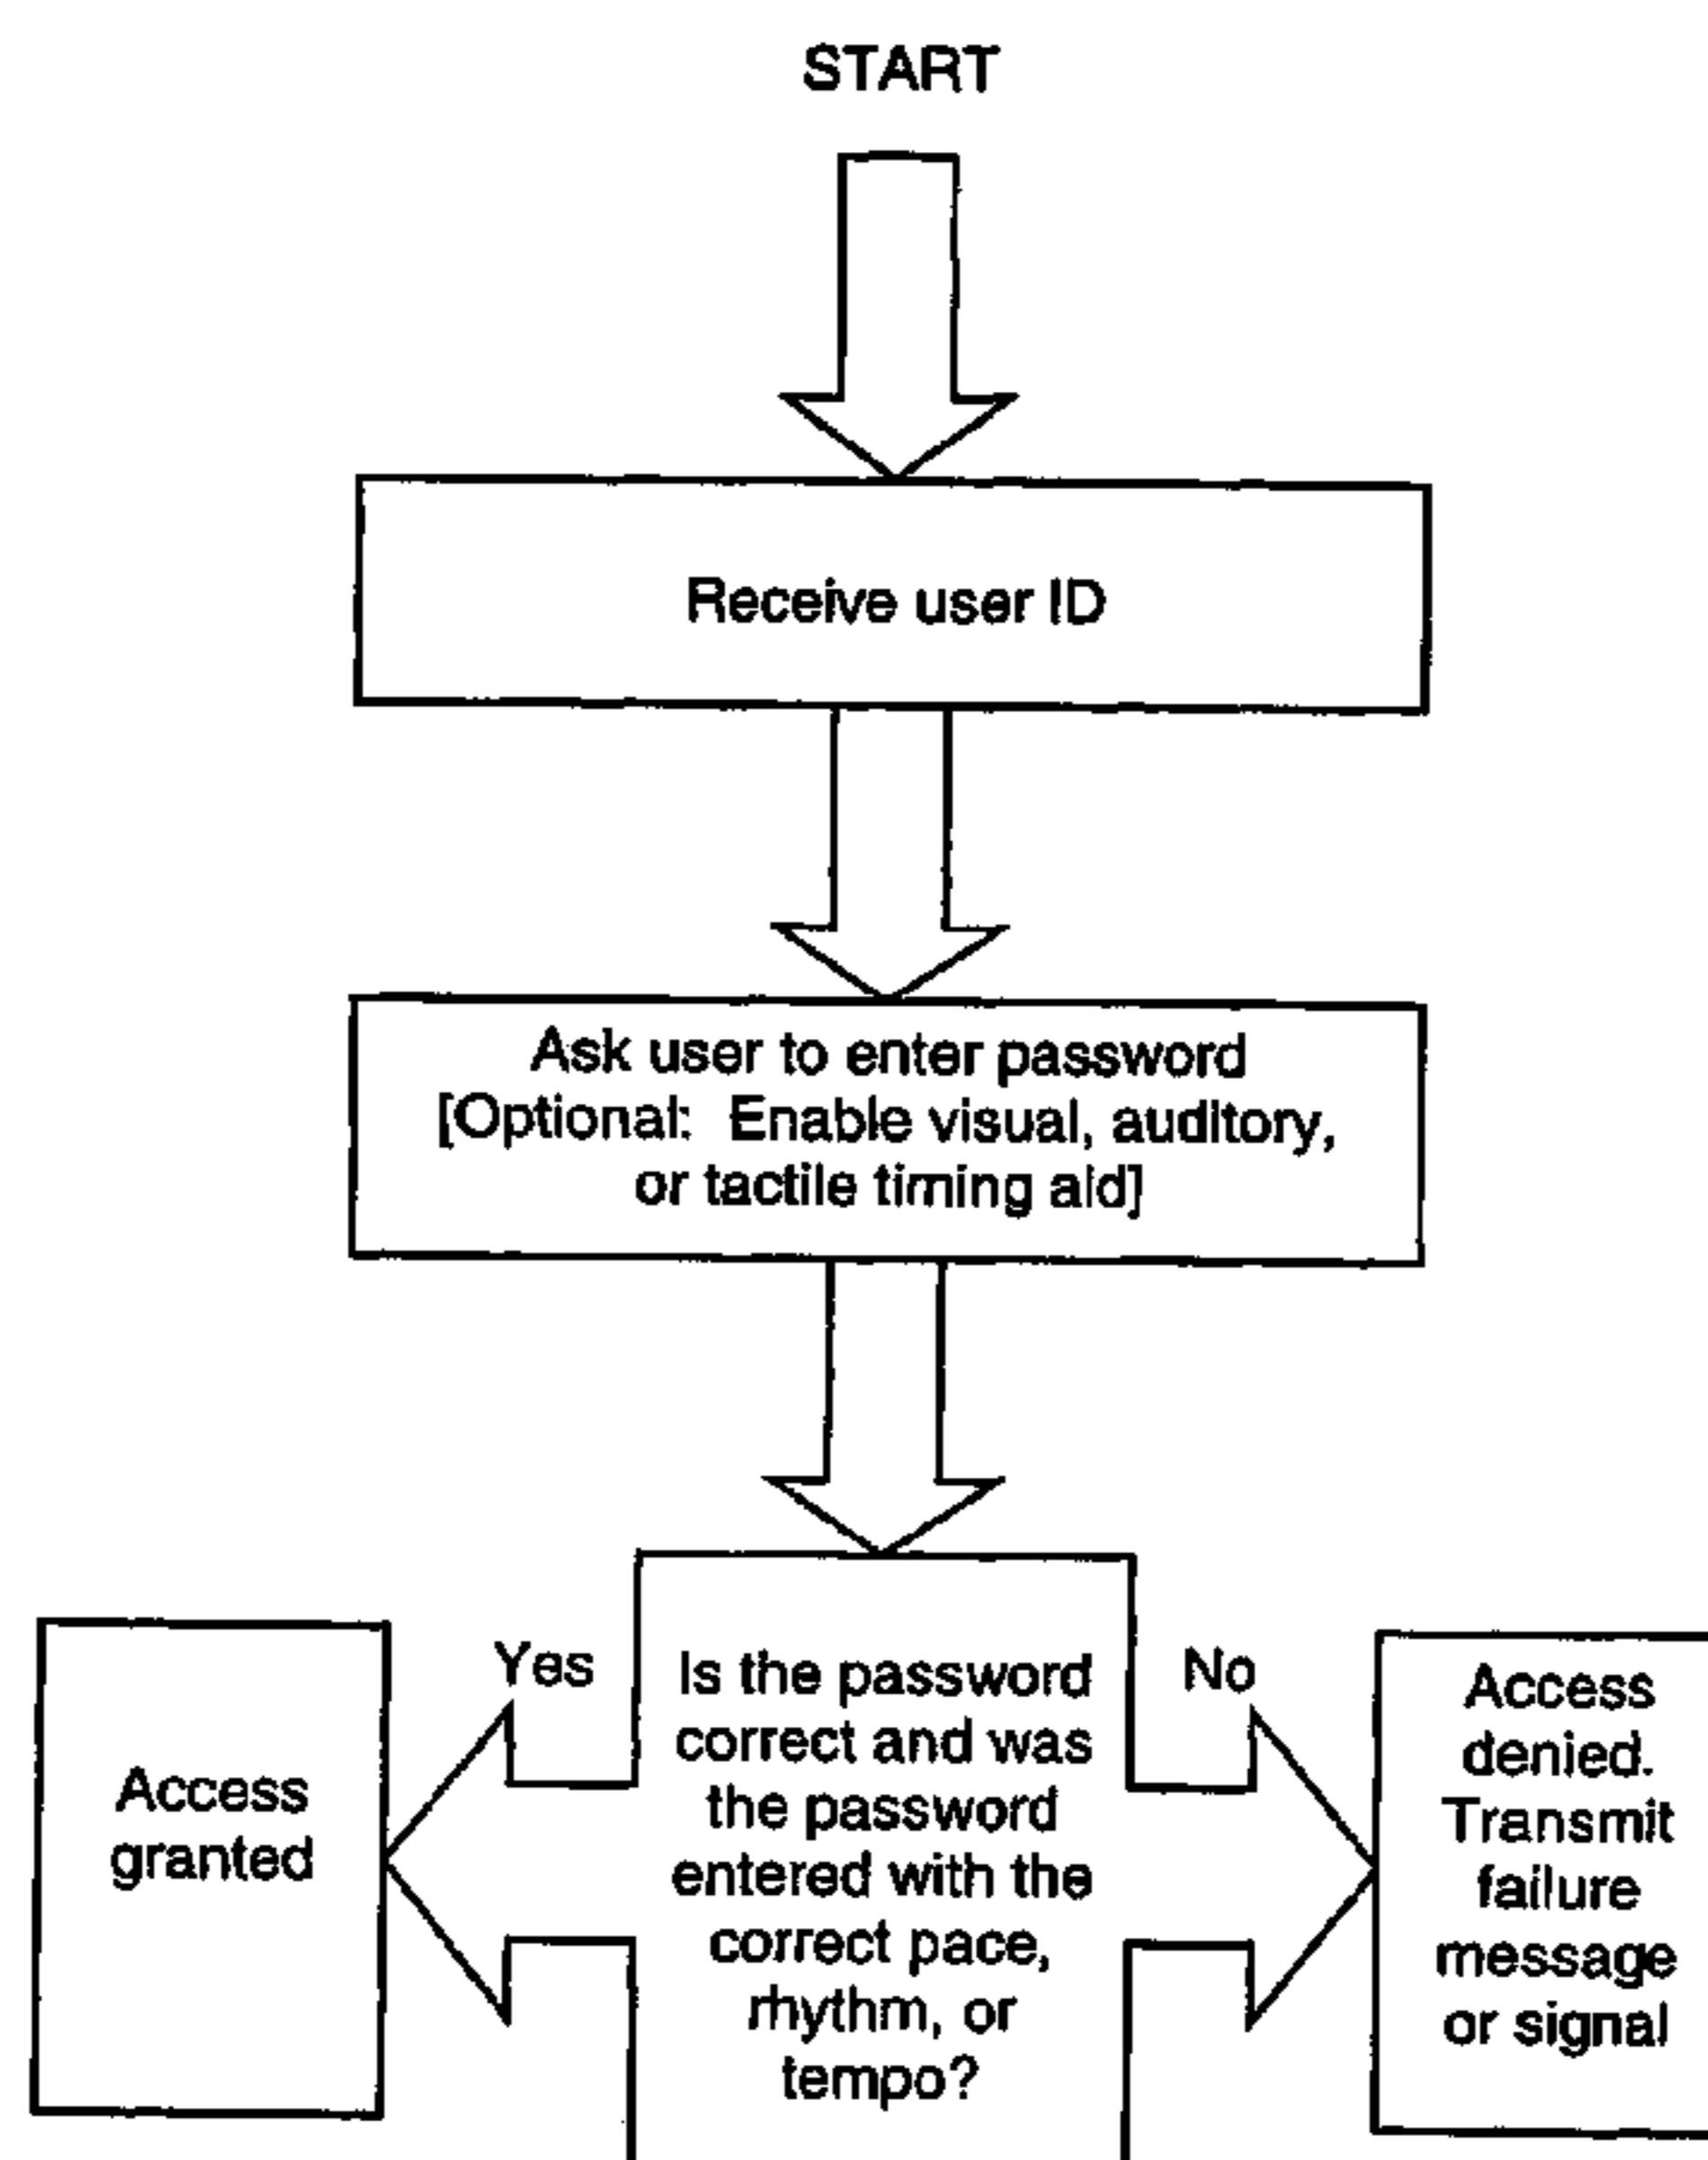 START
Receive user ID
Ask user to enter password
[Optional: Enable visual, auditory,
or tactile timing aid]
Yes
Is the password
correct and was
the password
entered with the
correct pace,
rhythm, or
tempo?
No
Access
granted
Access
denied.
Transmit
failure
message
or signal